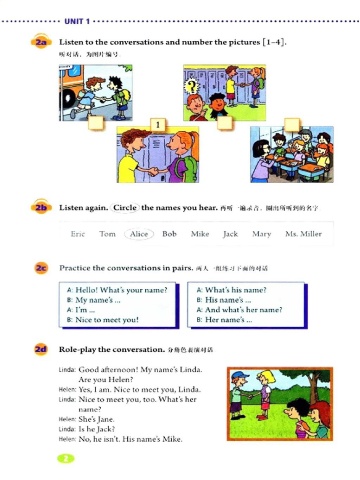 UNIT 1
2a Listen to the conversations and number the pictures [1–4].
听对话，为图片编号
1
2b Listen again. Circle the names you hear. 再听一遍录音，圈出所听到的名字
Eric Tom Alice Bob Mike Jack Mary Ms. Miller
2c Practice the conversations in pairs. 两人一组练习下面的对话
A: Hello! What's your name?
B: My name's ...
A: I'm ...
B: Nice to meet you!
A: What's his name?
B: His name's ...
A: And what's her name?
B: Her name's ...
2d Role-play the conversation. 分角色表演对话
Linda: Good afternoon! My name's Linda.
Are you Helen?
Helen: Yes, I am. Nice to meet you, Linda.
Linda: Nice to meet you, too. What's her
name?
Helen: She's Jane.
Linda: Is he Jack?
Helen: No, he isn't. His name's Mike.
2